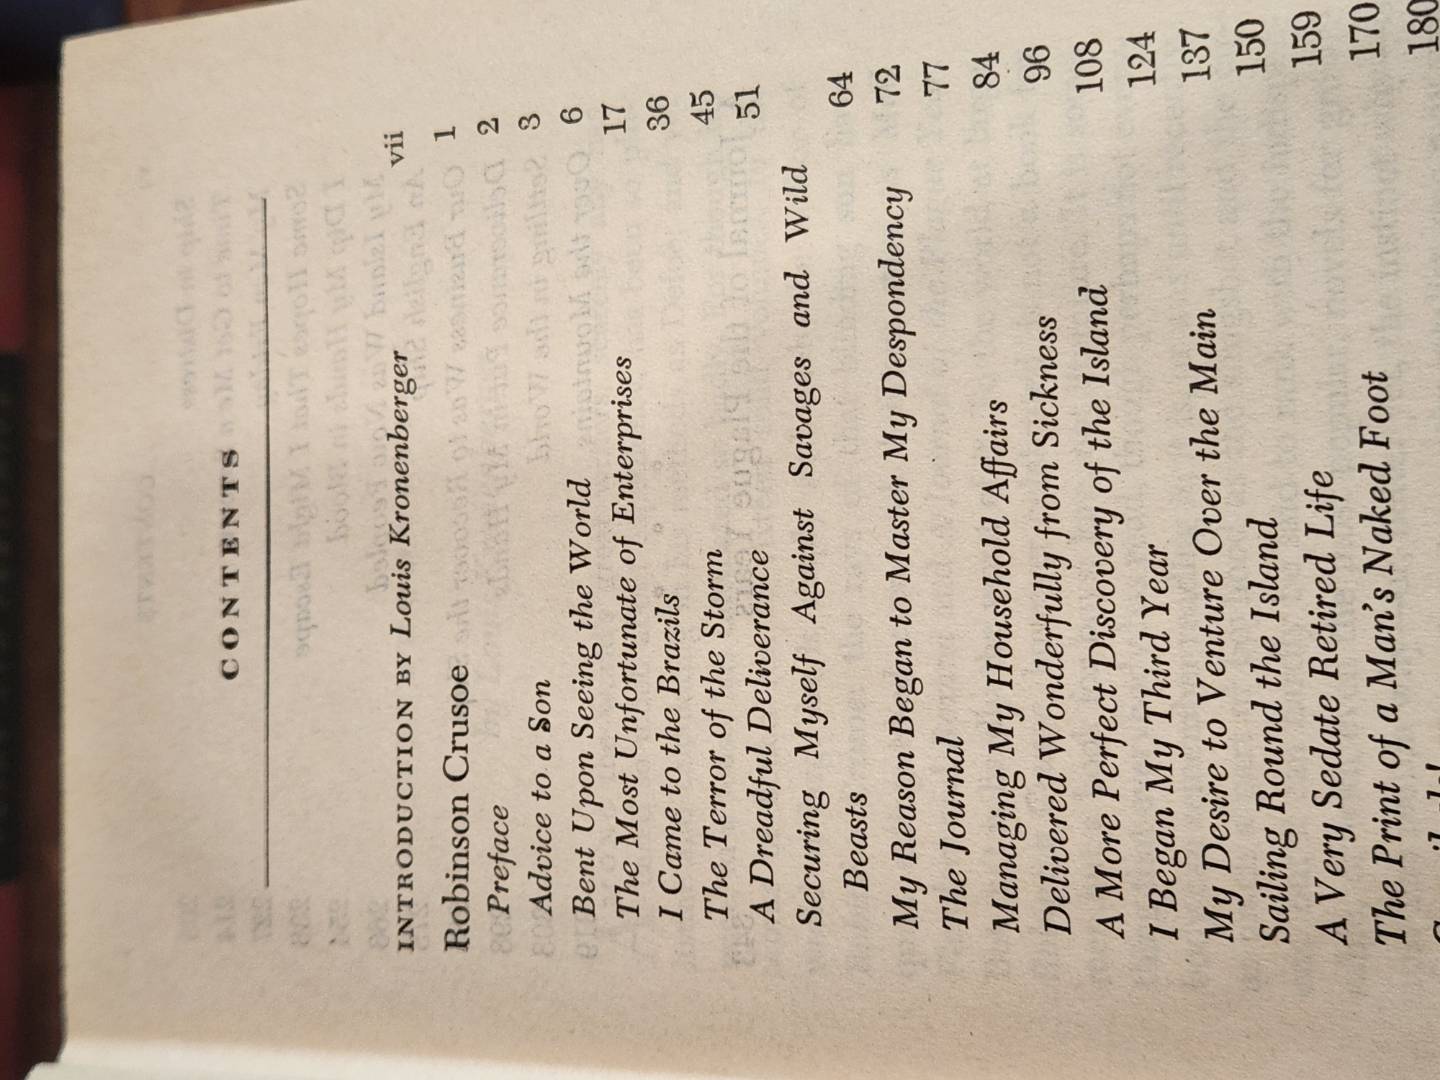 CONTENTS
INTRODUCTION BY Louis Kronenberger vii
Robinson Crusoe 1
Preface 2
Advice to a Son 3
Bent Upon Seeing the World 6
The Most Unfortunate of Enterprises 17
I Came to the Brazils 36
The Terror of the Storm 45
A Dreadful Deliverance 51
Securing Myself Against Savages and Wild
Beasts 64
My Reason Began to Master My Despondency 72
The Journal 77
Managing My Household Affairs 84
Delivered Wonderfully from Sickness 96
A More Perfect Discovery of the Island 108
I Began My Third Year 124
My Desire to Venture Over the Main 137
Sailing Round the Island 150
A Very Sedate Retired Life 159
The Print of a Man's Naked Foot 170
180